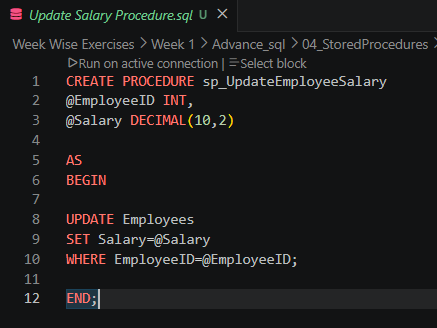 Update Salary Procedure.sql U ×
Week Wise Exercises > Week 1 > Advance_sql > 04_StoredProcedures >
▷Run on active connection | ≡Select block
1 CREATE PROCEDURE sp_UpdateEmployeeSalary
2 @EmployeeID INT,
3 @Salary DECIMAL(10,2)
4
5 AS
6 BEGIN
7
8 UPDATE Employees
9 SET Salary=@Salary
10 WHERE EmployeeID=@EmployeeID;
11
12 END;